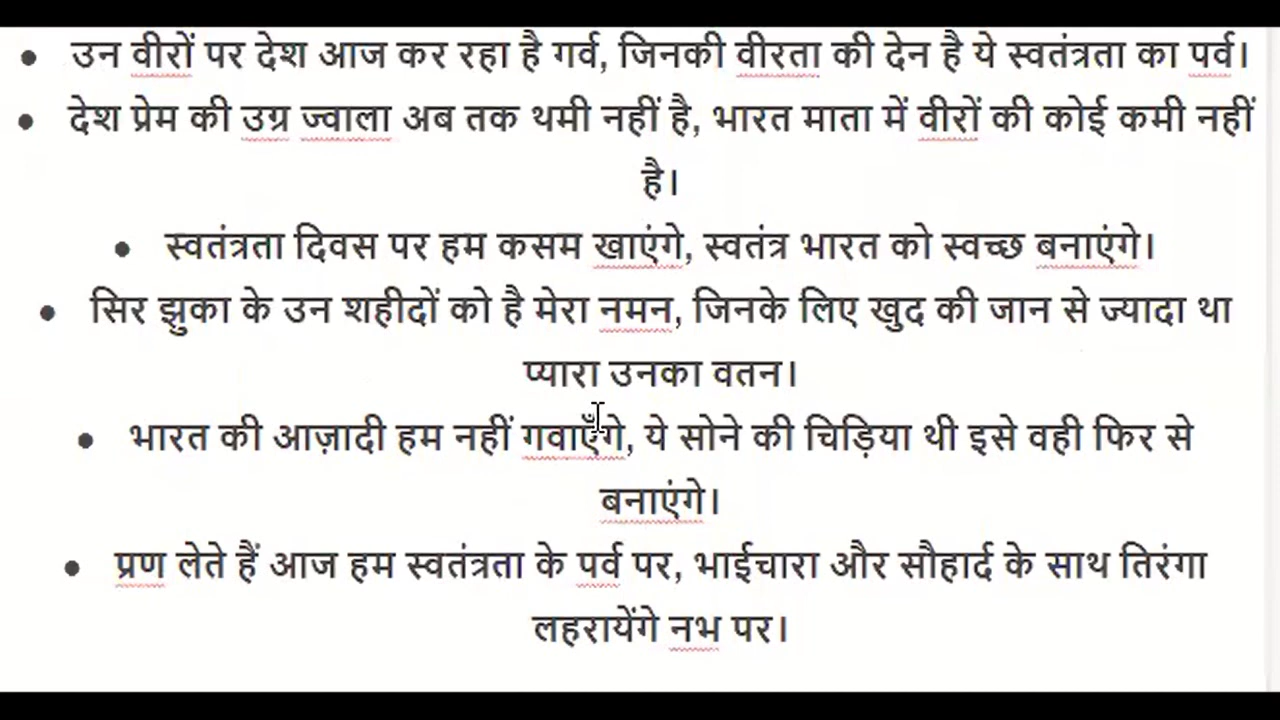 • उन वीरों पर देश आज कर रहा है गर्व, जिनकी वीरता की देन है ये स्वतंत्रता का पर्व।
• देश प्रेम की उग्र ज्वाला अब तक थमी नहीं है, भारत माता में वीरों की कोई कमी नहीं
है।
• स्वतंत्रता दिवस पर हम कसम खाएंगे, स्वतंत्र भारत को स्वच्छ बनाएंगे।
• सिर झुका के उन शहीदों को है मेरा नमन, जिनके लिए खुद की जान से ज्यादा था
प्यारा उनका वतन।
• भारत की आज़ादी हम नहीं गवाएँगे, ये सोने की चिड़िया थी इसे वही फिर से
बनाएंगे।
• प्रण लेते हैं आज हम स्वतंत्रता के पर्व पर, भाईचारा और सौहार्द के साथ तिरंगा
लहरायेंगे नभ पर।